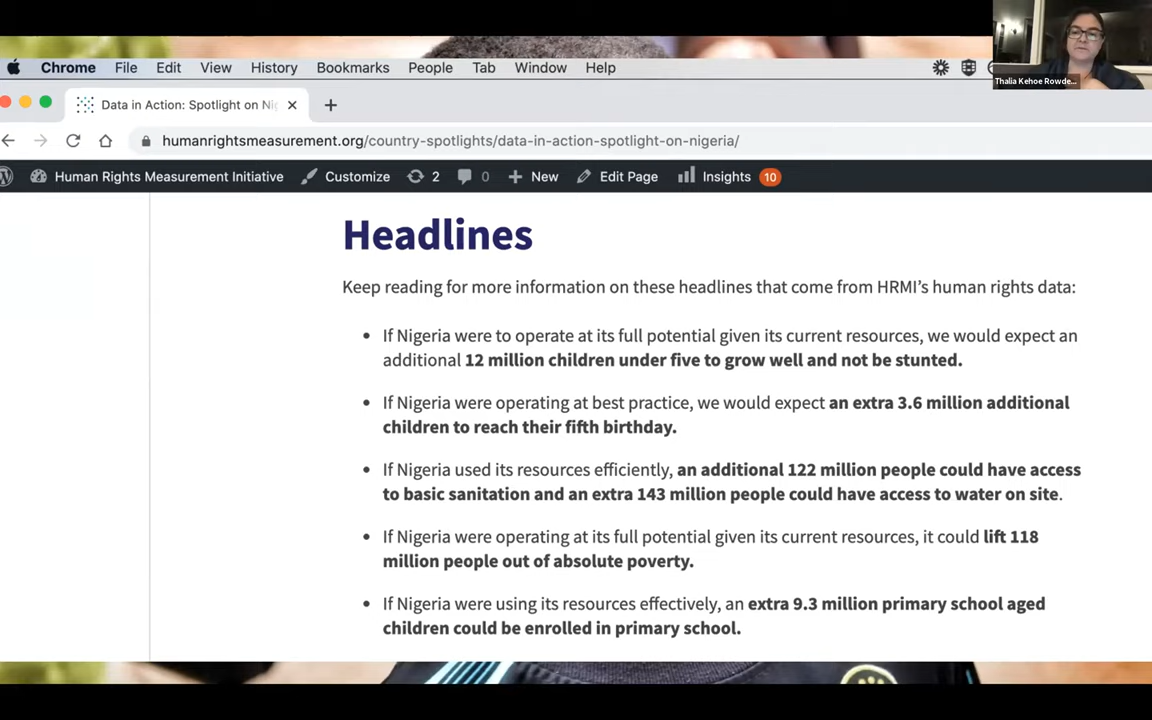 Chrome File Edit View History Bookmarks People Tab Window Help
Thalia Kehoe Rowde...
Data in Action: Spotlight on Ni
humanrightsmeasurement.org/country-spotlights/data-in-action-spotlight-on-nigeria/
Human Rights Measurement Initiative Customize 2 0 New Edit Page Insights 10
Headlines
Keep reading for more information on these headlines that come from HRMI’s human rights data:
• If Nigeria were to operate at its full potential given its current resources, we would expect an
additional 12 million children under five to grow well and not be stunted.
• If Nigeria were operating at best practice, we would expect an extra 3.6 million additional
children to reach their fifth birthday.
• If Nigeria used its resources efficiently, an additional 122 million people could have access
to basic sanitation and an extra 143 million people could have access to water on site.
• If Nigeria were operating at its full potential given its current resources, it could lift 118
million people out of absolute poverty.
• If Nigeria were using its resources effectively, an extra 9.3 million primary school aged
children could be enrolled in primary school.